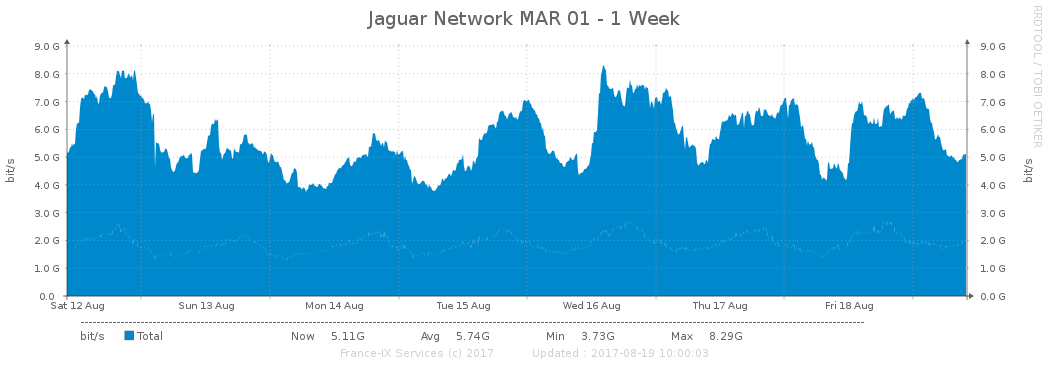 Jaguar Network MAR 01 - 1 Week
RRDTOOL / TOBI OETIKER
bit/s
9.0 G 9.0 G
8.0 G 8.0 G
7.0 G 7.0 G
6.0 G 6.0 G
5.0 G 5.0 G
4.0 G 4.0 G
3.0 G 3.0 G
2.0 G 2.0 G
1.0 G 1.0 G
0.0 0.0 G
bit/s
Sat 12 Aug Sun 13 Aug Mon 14 Aug Tue 15 Aug Wed 16 Aug Thu 17 Aug Fri 18 Aug
bit/s Total Now 5.11G Avg 5.74G Min 3.73G Max 8.29G
France-IX Services (c) 2017 Updated : 2017-08-19 10:00:03